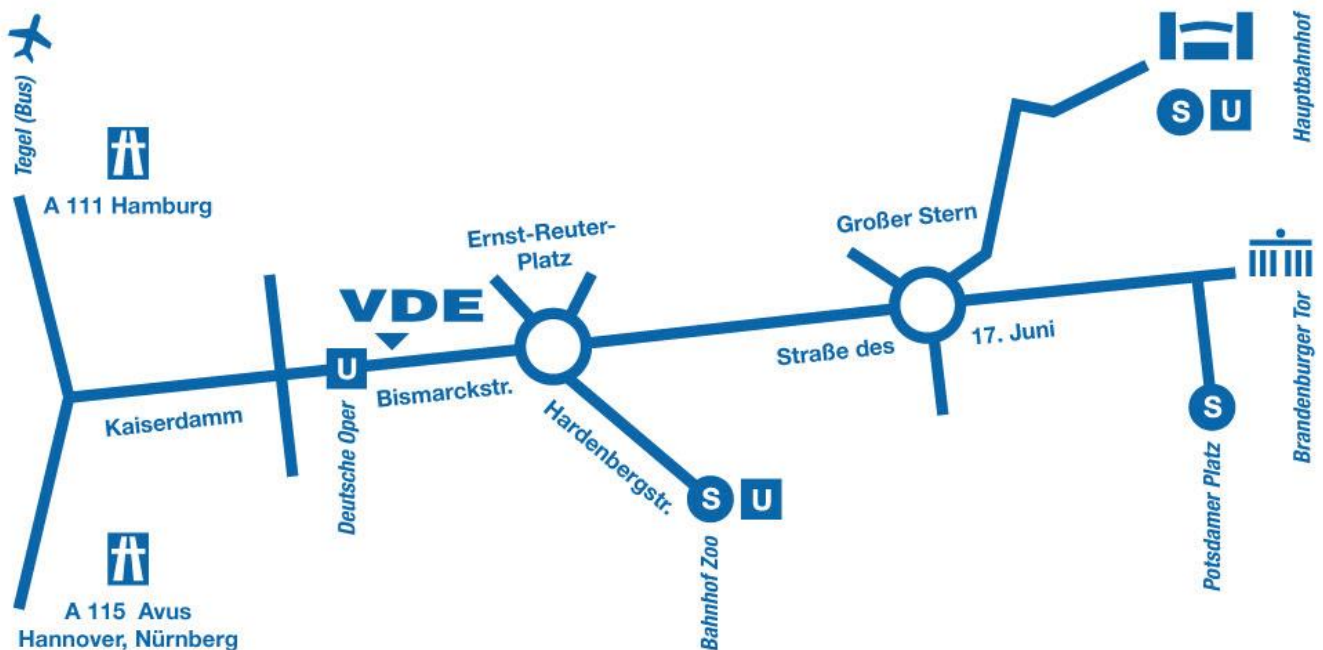 Tegel (Bus)
A 111 Hamburg
Kaiserdamm
A 115 Avus
Hannover, Nürnberg
VDE
U
Deutsche Oper
Bismarckstr.
Ernst-Reuter-
Platz
Hardenbergstr.
S U
Bahnhof Zoo
Großer Stern
Straße des
17. Juni
S U
Hauptbahnhof
Brandenburger Tor
S
Potsdamer Platz